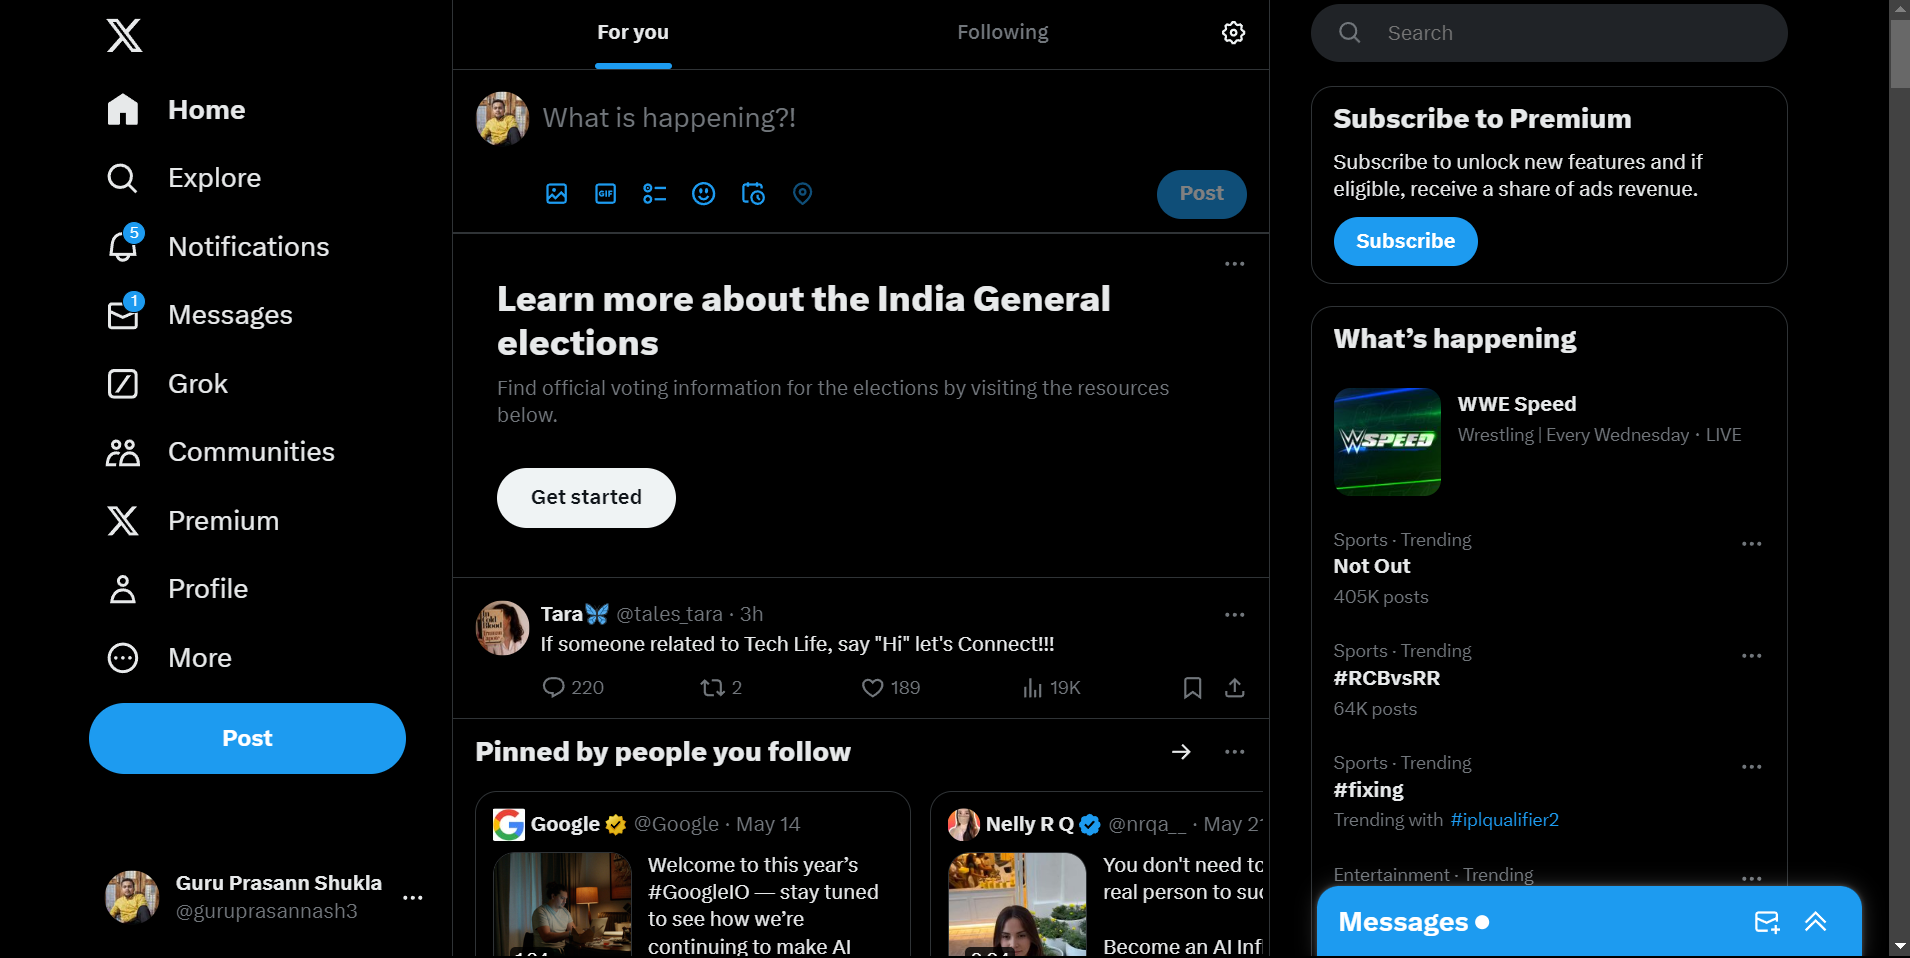 Home
Explore
5
Notifications
1
Messages
Grok
Communities
Premium
Profile
More
Post
Guru Prasann Shukla
@guruprasannash3
For you
Following
What is happening?!
GIF
Post
Learn more about the India General
elections
Find official voting information for the elections by visiting the resources
below.
Get started
Tara🦋 @tales_tara · 3h
If someone related to Tech Life, say "Hi" let's Connect!!!
220
2
189
19K
Pinned by people you follow
Google @Google · May 14
Welcome to this year’s
#GoogleIO — stay tuned
to see how we’re
continuing to make AI
Nelly R Q @nrqa__ · May 21
You don't need to
real person to suc
Become an AI Infl
Search
Subscribe to Premium
Subscribe to unlock new features and if
eligible, receive a share of ads revenue.
Subscribe
What’s happening
W SPEED
WWE Speed
Wrestling | Every Wednesday · LIVE
Sports · Trending
Not Out
405K posts
Sports · Trending
#RCBvsRR
64K posts
Sports · Trending
#fixing
Trending with #iplqualifier2
Entertainment · Trending
Messages